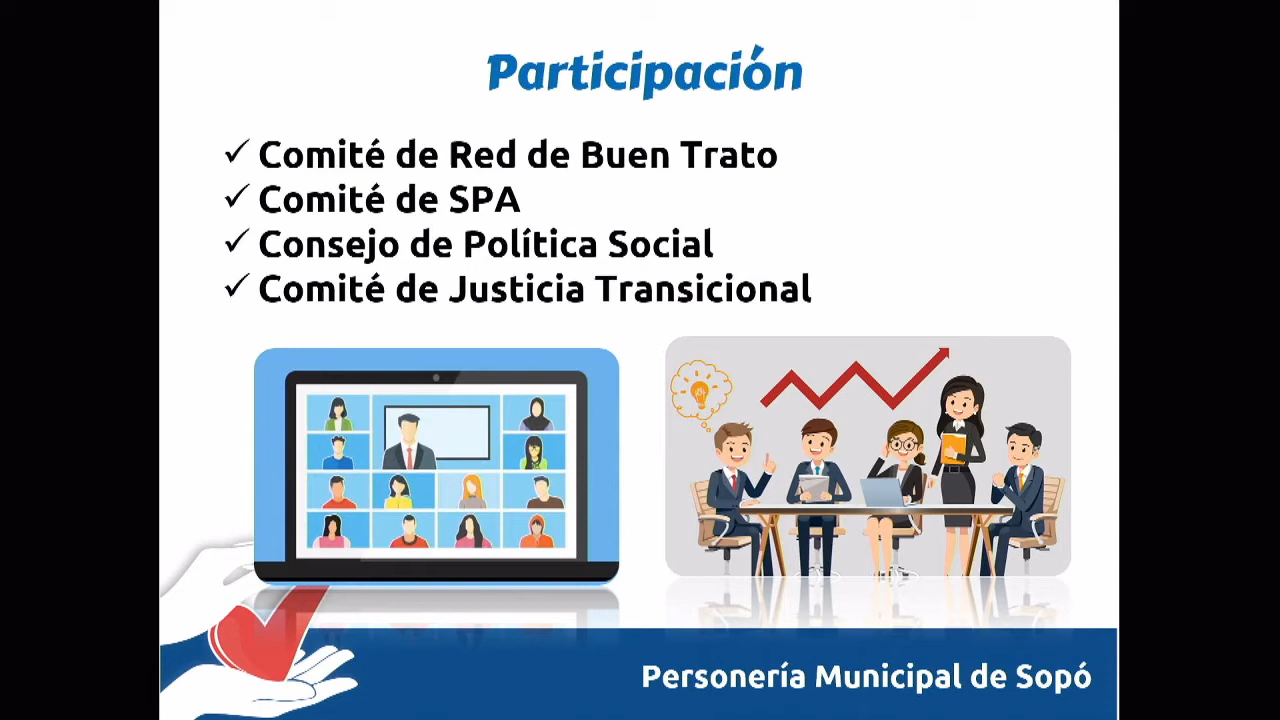 Participación
Comité de Red de Buen Trato
Comité de SPA
Consejo de Política Social
Comité de Justicia Transicional
Personería Municipal de Sopó